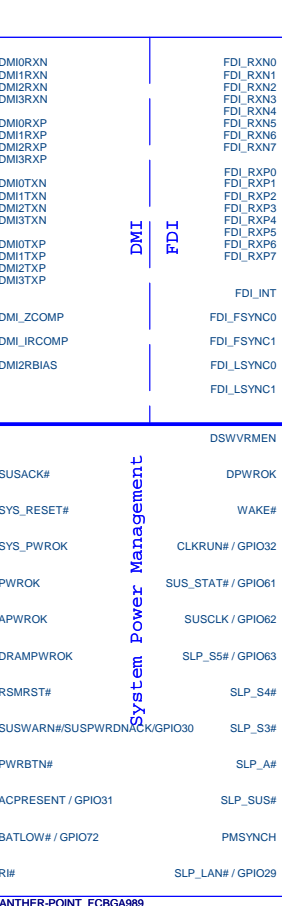 DMI0RXN
DMI1RXN
DMI2RXN
DMI3RXN
DMI0RXP
DMI1RXP
DMI2RXP
DMI3RXP
DMI0TXN
DMI1TXN
DMI2TXN
DMI3TXN
DMI0TXP
DMI1TXP
DMI2TXP
DMI3TXP
DMI_ZCOMP
DMI_IRCOMP
DMI2RBIAS
DMI
FDI
FDI_RXN0
FDI_RXN1
FDI_RXN2
FDI_RXN3
FDI_RXN4
FDI_RXN5
FDI_RXN6
FDI_RXN7
FDI_RXP0
FDI_RXP1
FDI_RXP2
FDI_RXP3
FDI_RXP4
FDI_RXP5
FDI_RXP6
FDI_RXP7
FDI_INT
FDI_FSYNC0
FDI_FSYNC1
FDI_LSYNC0
FDI_LSYNC1
SUSACK#
SYS_RESET#
SYS_PWROK
PWROK
APWROK
DRAMPWROK
RSMRST#
SUSWARN#/SUSPWRDNACK/GPIO30
PWRBTN#
ACPRESENT / GPIO31
BATLOW# / GPIO72
RI#
System Power Management
DSWVRMEN
DPWROK
WAKE#
CLKRUN# / GPIO32
SUS_STAT# / GPIO61
SUSCLK / GPIO62
SLP_S5# / GPIO63
SLP_S4#
SLP_S3#
SLP_A#
SLP_SUS#
PMSYNCH
SLP_LAN# / GPIO29
ANTHER-POINT_FCBGA989